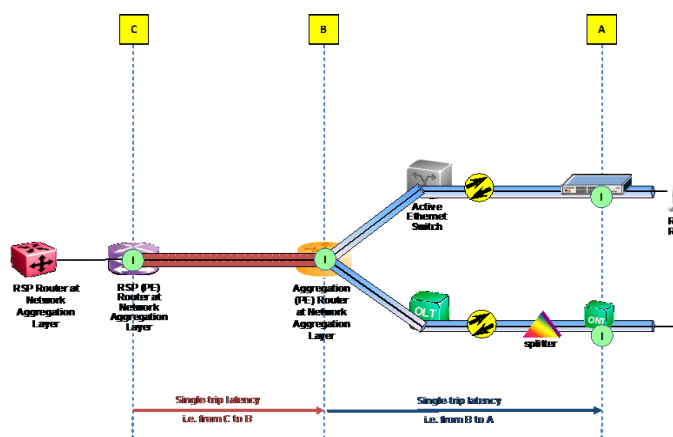 C
B
A
Active
Ethernet
Switch
I
R
R
I
I
RSP Router at
Network
Aggregation
Layer
RSP (PE)
Router at
Network
Aggregation
Layer
Aggregation
(PE) Router
at Network
Aggregation
Layer
OLT
splitter
ONT
I
Single-trip latency
i.e. from C to B
Single-trip latency
i.e. from B to A